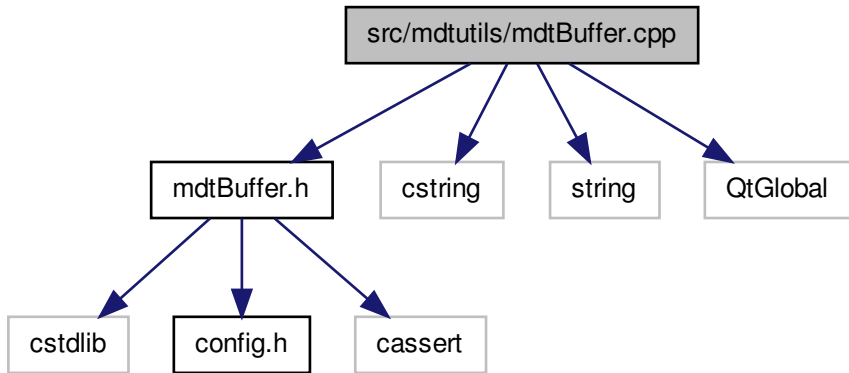 src/mdtutils/mdtBuffer.cpp
mdtBuffer.h
cstring
string
QtGlobal
cstdlib
config.h
cassert